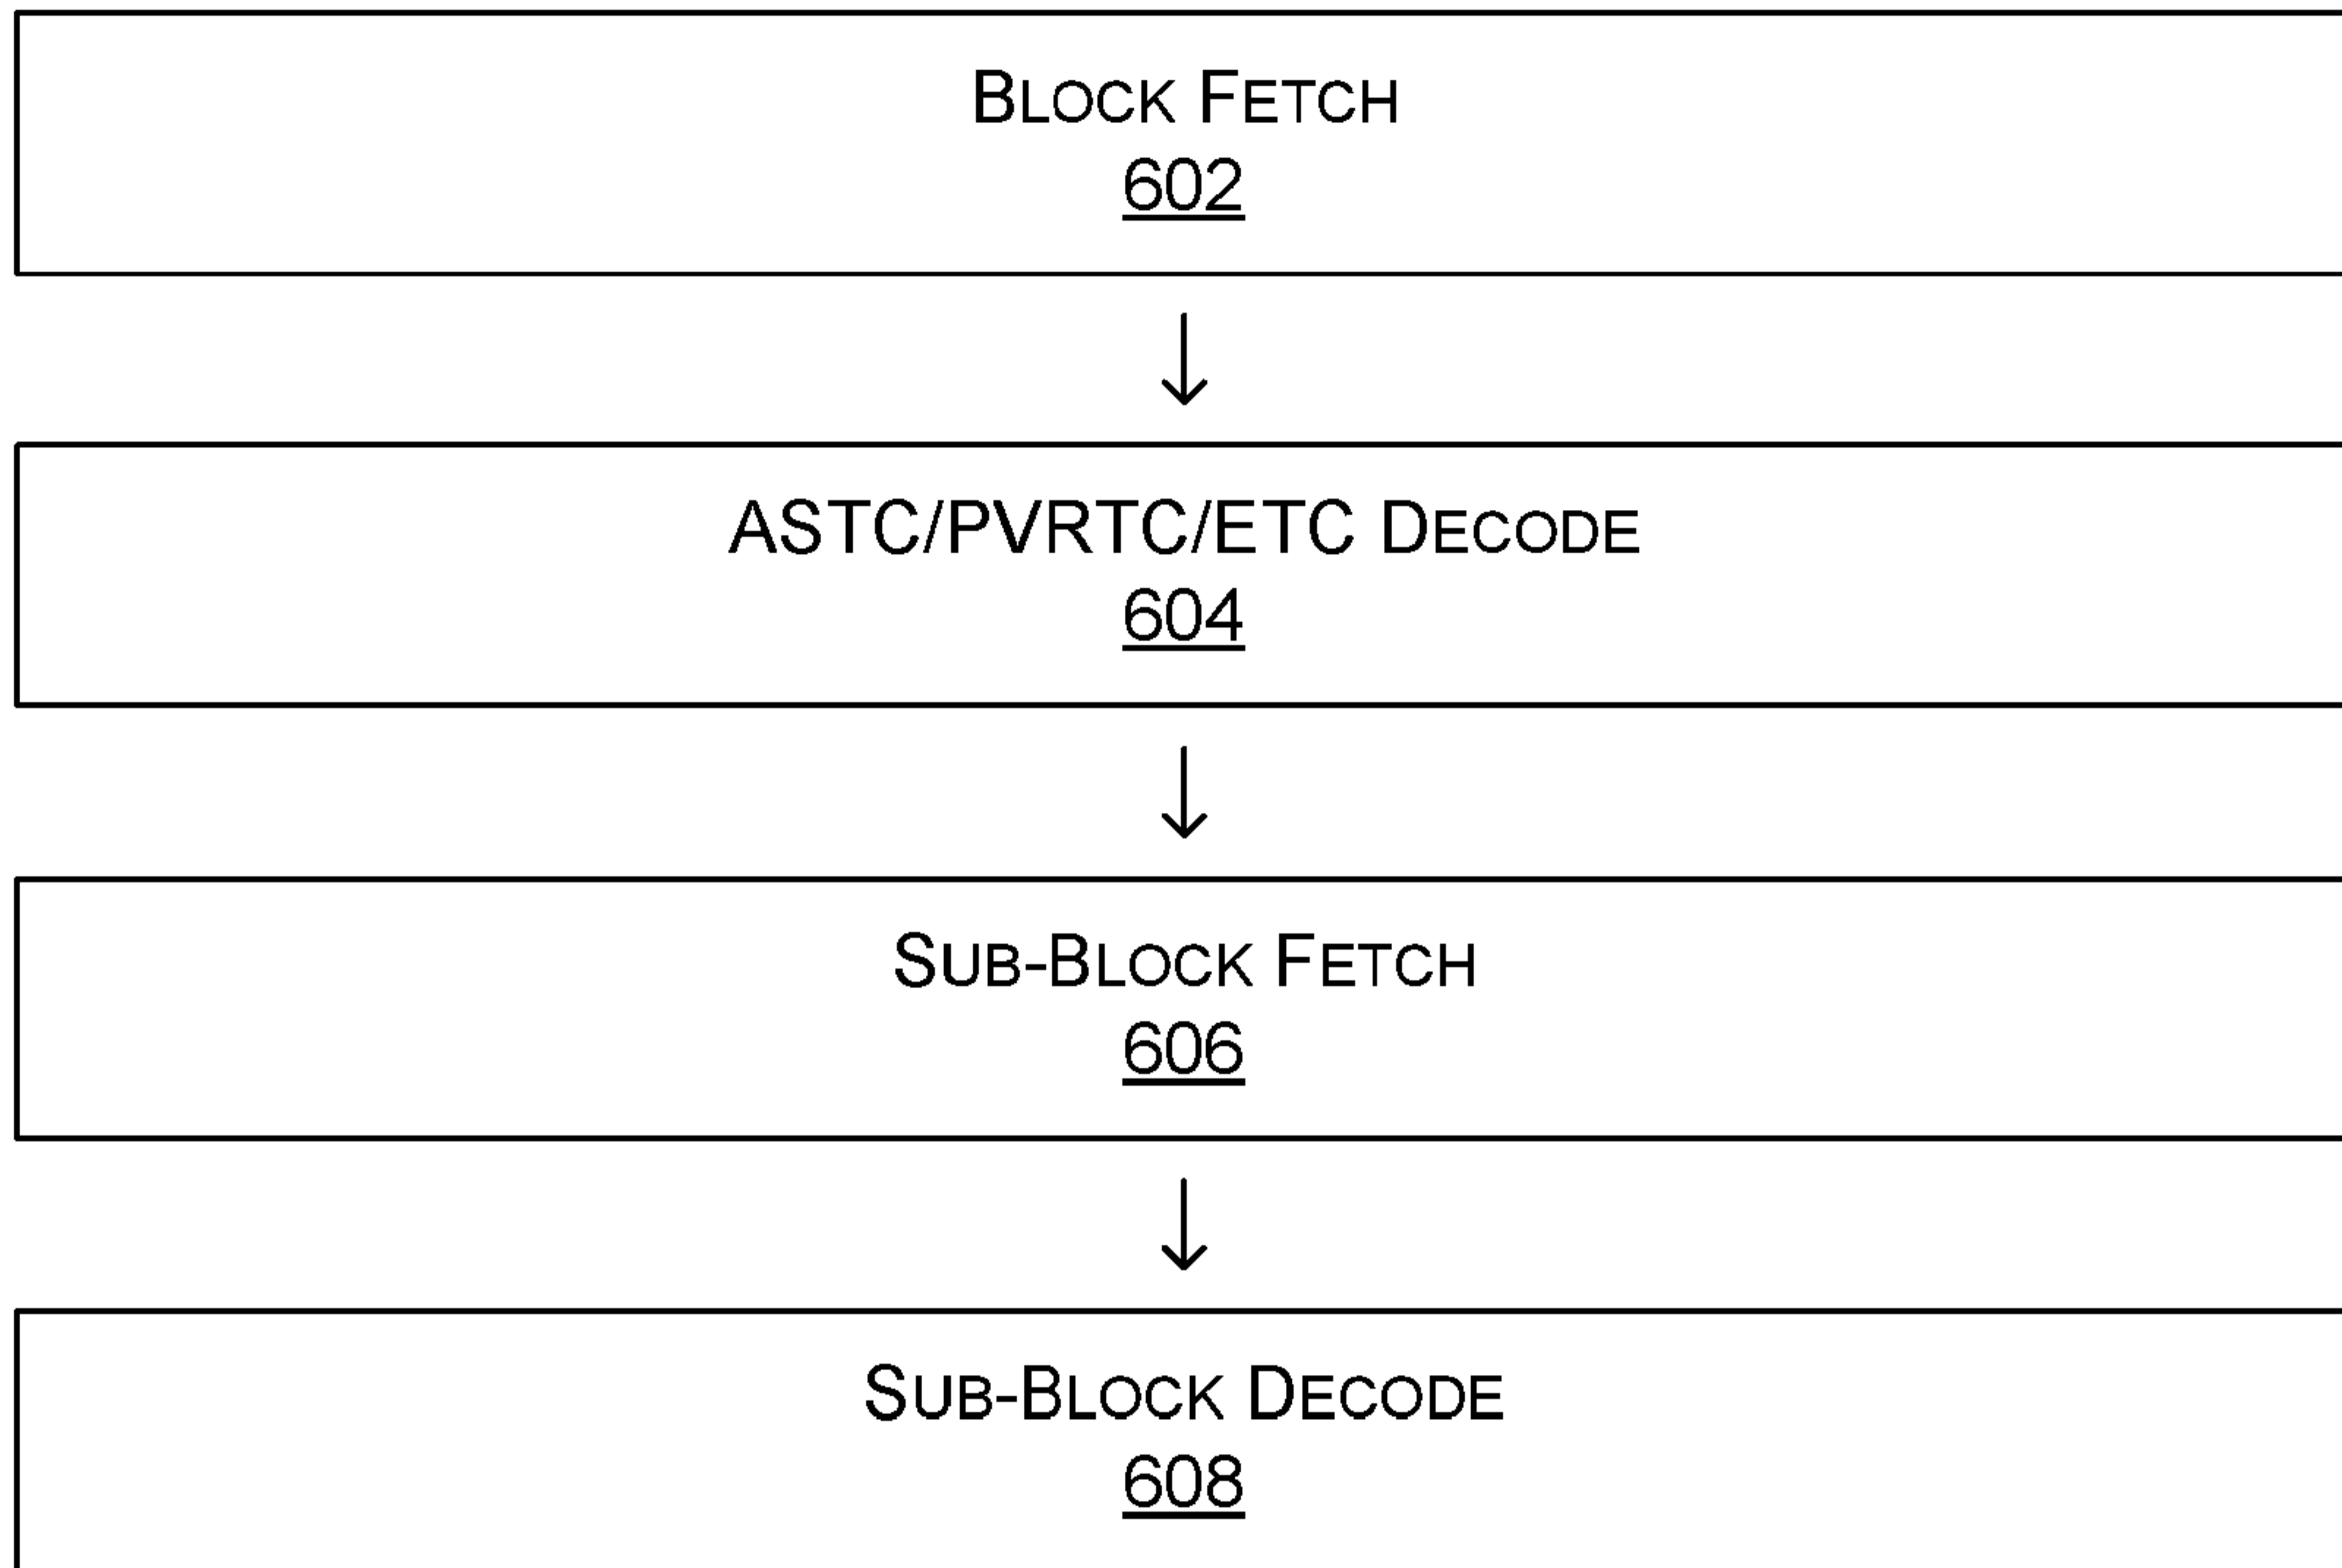 BLOCK FETCH
602
ASTC/PVRTC/ETC DECODE
604
SUB-BLOCK FETCH
606
SUB-BLOCK DECODE
608